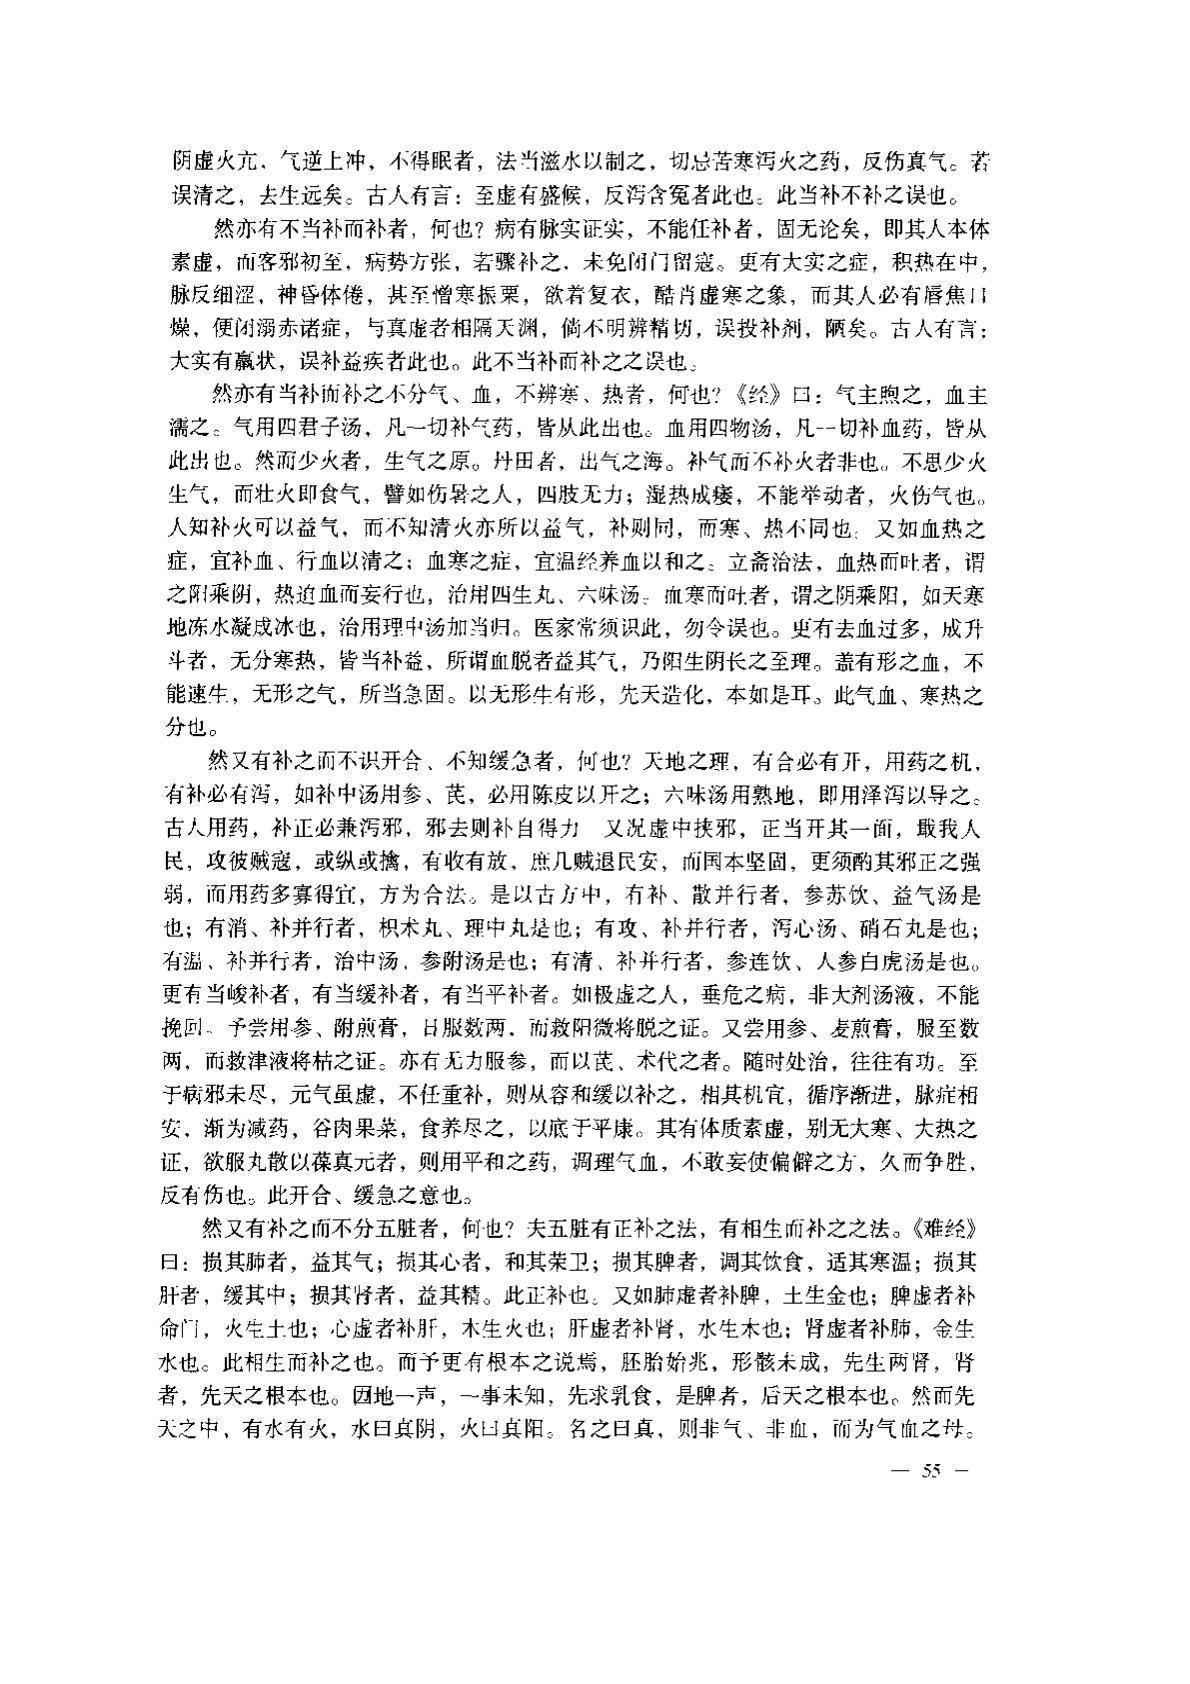 阴虚火亢，气逆上冲，不得眠者，法当滋水以制之，切忌苦寒泻火之药，反伤真气。若
误清之，去生远矣。古人有言：至虚有盛候，反泻含冤者此也。此当补不补之误也。
然亦有不当补而补者，何也？病有脉实证实，不能任补者，固无论矣，即其人本体
素虚，而客邪初至，病势方张，若骤补之，未免闭门留寇。更有大实之症，积热在中，
脉反细涩，神昏体倦，甚至憎寒振栗，欲着复衣，酷肖虚寒之象，而其人必有唇焦口
燥，便闭溺赤诸症，与真虚者相隔天渊，倘不明辨精切，误投补剂，陋矣。古人有言：
大实有羸状，误补益疾者此也。此不当补而补之之误也。
然亦有当补而补之不分气、血，不辨寒、热者，何也？《经》曰：气主煦之，血主
濡之。气用四君子汤，凡一切补气药，皆从此出也。血用四物汤，凡一切补血药，皆从
此出也。然而少火者，生气之原。丹田者，出气之海。补气而不补火者非也。不思少火
生气，而壮火即食气，譬如伤暑之人，四肢无力；湿热成痿，不能举动者，火伤气也。
人知补火可以益气，而不知清火亦所以益气，补则同，而寒、热不同也。又如血热之
症，宜补血、行血以清之；血寒之症，宜温经养血以和之。立斋治法，血热而吐者，谓
之阳乘阴，热迫血而妄行也，治用四生丸、六味汤。血寒而吐者，谓之阴乘阳，如天寒
地冻水凝成冰也，治用理中汤加当归。医家常须识此，勿令误也。更有去血过多，成升
斗者，无分寒热，皆当补益，所谓血脱者益其气，乃阳生阴长之至理。盖有形之血，不
能速生，无形之气，所当急固。以无形生有形，先天造化，本如是耳。此气血、寒热之
分也。
然又有补之而不识开合、不知缓急者，何也？天地之理，有合必有开，用药之机，
有补必有泻，如补中汤用参、芪，必用陈皮以开之；六味汤用熟地，即用泽泻以导之。
古人用药，补正必兼泻邪，邪去则补自得力　又况虚中挟邪，正当开其一面，戢我人
民，攻彼贼寇，或纵或擒，有收有放，庶几贼退民安，而国本坚固，更须酌其邪正之强
弱，而用药多寡得宜，方为合法。是以古方中，有补、散并行者，参苏饮、益气汤是
也；有消、补并行者，枳术丸、理中丸是也；有攻、补并行者，泻心汤、硝石丸是也；
有温、补并行者，治中汤、参附汤是也；有清、补并行者，参连饮、人参白虎汤是也。
更有当峻补者，有当缓补者，有当平补者。如极虚之人，垂危之病，非大剂汤液，不能
挽回。予尝用参、附煎膏，日服数两，而救阳微将脱之证。又尝用参、麦煎膏，服至数
两，而救津液将枯之证。亦有无力服参，而以芪、术代之者。随时处治，往往有功。至
于病邪未尽，元气虽虚，不任重补，则从容和缓以补之，相其机宜，循序渐进，脉症相
安，渐为减药，谷肉果菜，食养尽之，以底于平康。其有体质素虚，别无大寒、大热之
证，欲服丸散以葆真元者，则用平和之药，调理气血，不敢妄使偏僻之方，久而争胜，
反有伤也。此开合、缓急之意也。
然又有补之而不分五脏者，何也？夫五脏有正补之法，有相生而补之之法。《难经》
曰：损其肺者，益其气；损其心者，和其荣卫；损其脾者，调其饮食，适其寒温；损其
肝者，缓其中；损其肾者，益其精。此正补也。又如肺虚者补脾，土生金也；脾虚者补
命门，火生土也；心虚者补肝，木生火也；肝虚者补肾，水生木也；肾虚者补肺，金生
水也。此相生而补之也。而予更有根本之说焉，胚胎始兆，形骸未成，先生两肾，肾
者，先天之根本也。因地一声，一事未知，先求乳食，是脾者，后天之根本也。然而先
天之中，有水有火，水曰真阴，火曰真阳。名之曰真，则非气、非血，而为气血之母。
— 55 —